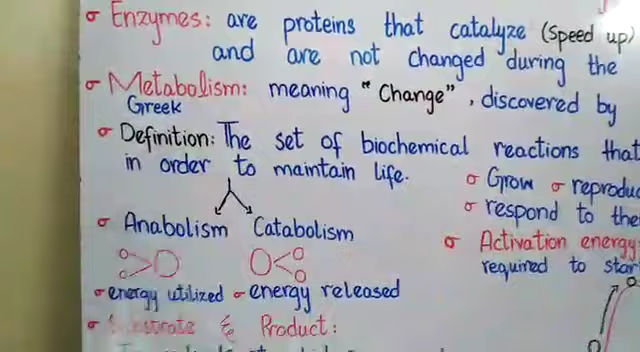 Enzymes: are proteins that catalyze (speed up)
and are not changed during the
Metabolism: meaning "Change", discovered by
Greek
Definition: The set of biochemical reactions that
in order to maintain life.
Grow reproduc
respond to the
Anabolism Catabolism
Activation energy:
required to star
energy utilized energy released
Substrate & Product: